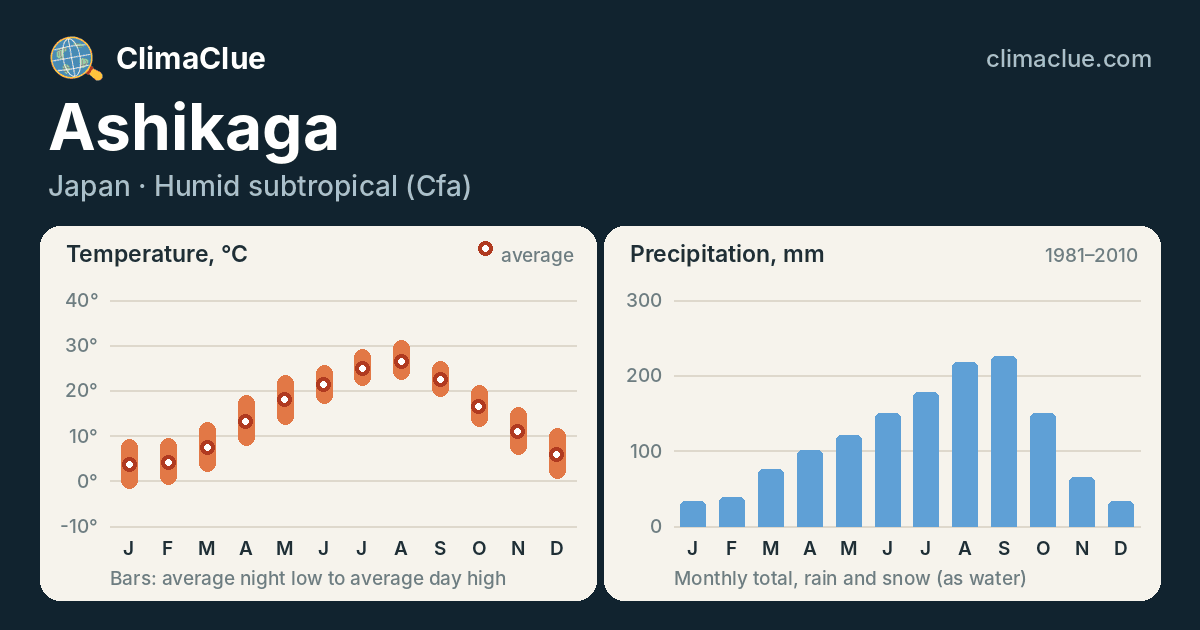 ClimaClue
climaclue.com
Ashikaga
Japan · Humid subtropical (Cfa)
Temperature, °C
average
40°
30°
20°
10°
0°
-10°
J F M A M J J A S O N D
Bars: average night low to average day high
Precipitation, mm
1981–2010
300
200
100
0
J F M A M J J A S O N D
Monthly total, rain and snow (as water)